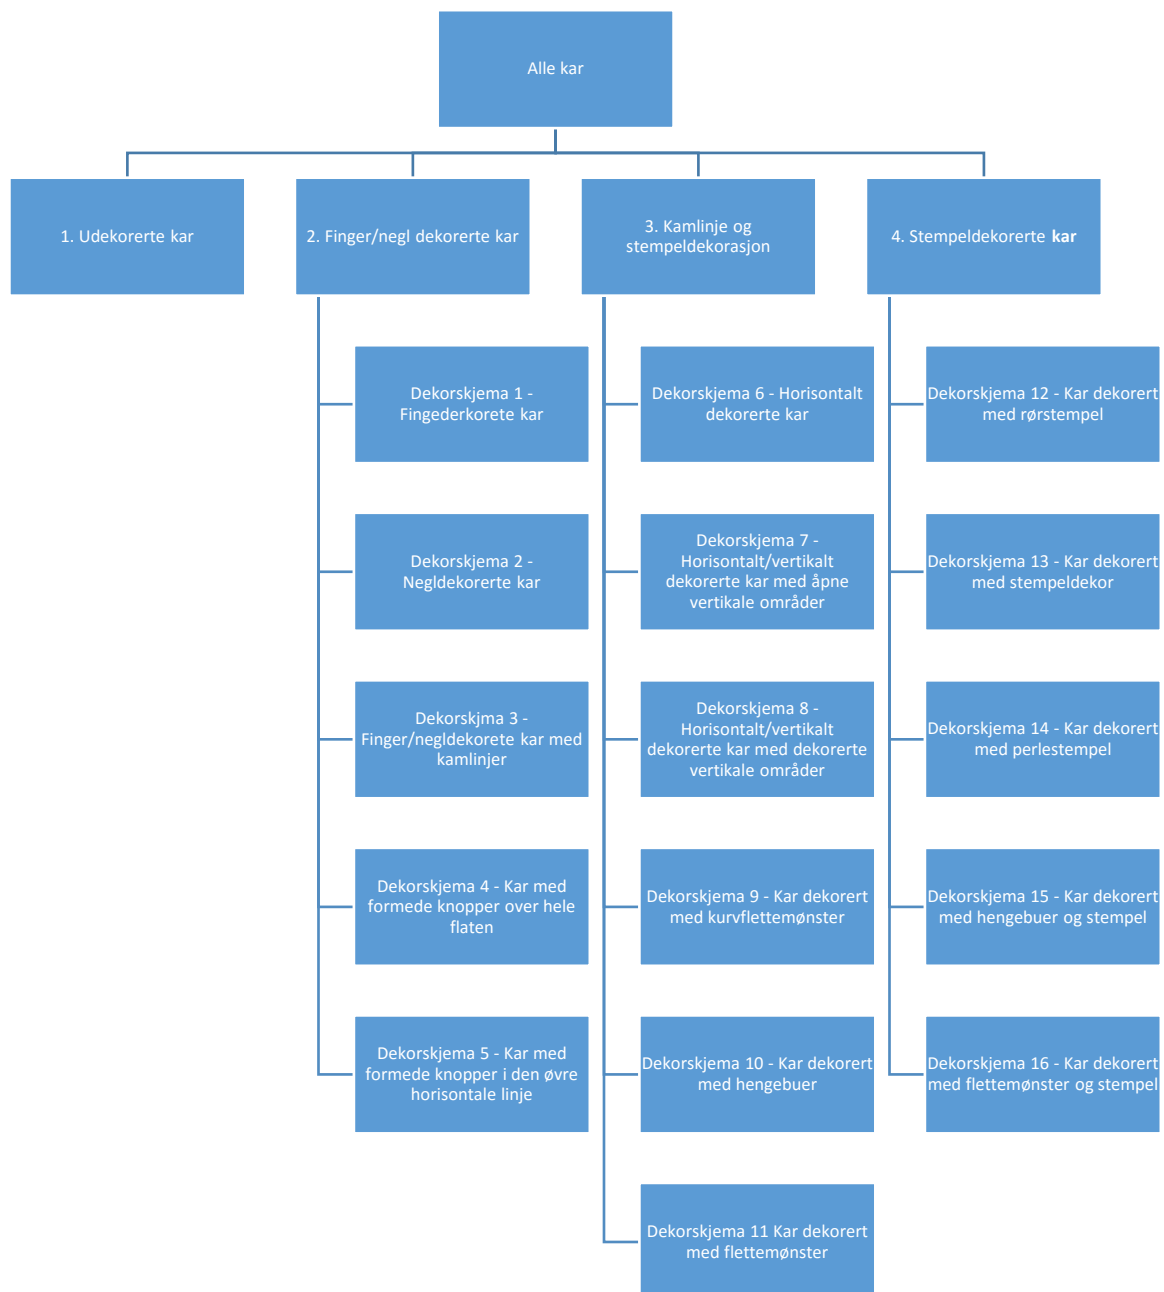 Alle kar
1. Udekorerte kar
2. Finger/negl dekorerte kar
3. Kamlinje og
stempeldekorasjon
4. Stempeldekorerte kar
Dekorskjema 1 -
Fingederkorete kar
Dekorskjema 2 -
Negldekorerte kar
Dekorskjma 3 -
Finger/negldekorete kar med
kamlinjer
Dekorskjema 4 - Kar med
formede knopper over hele
flaten
Dekorskjema 5 - Kar med
formede knopper i den øvre
horisontale linje
Dekorskjema 6 - Horisontalt
dekorerte kar
Dekorskjema 7 -
Horisontalt/vertikalt
dekorerte kar med åpne
vertikale områder
Dekorskjema 8 -
Horisontalt/vertikalt
dekorerte kar med dekorerte
vertikale områder
Dekorskjema 9 - Kar dekorert
med kurvflettemønster
Dekorskjema 10 - Kar dekorert
med hengebuer
Dekorskjema 11 Kar dekorert
med flettemønster
Dekorskjema 12 - Kar dekorert
med rørstempel
Dekorskjema 13 - Kar dekorert
med stempeldekor
Dekorskjema 14 - Kar dekorert
med perlestempel
Dekorskjema 15 - Kar dekorert
med hengebuer og stempel
Dekorskjema 16 - Kar dekorert
med flettemønster og stempel